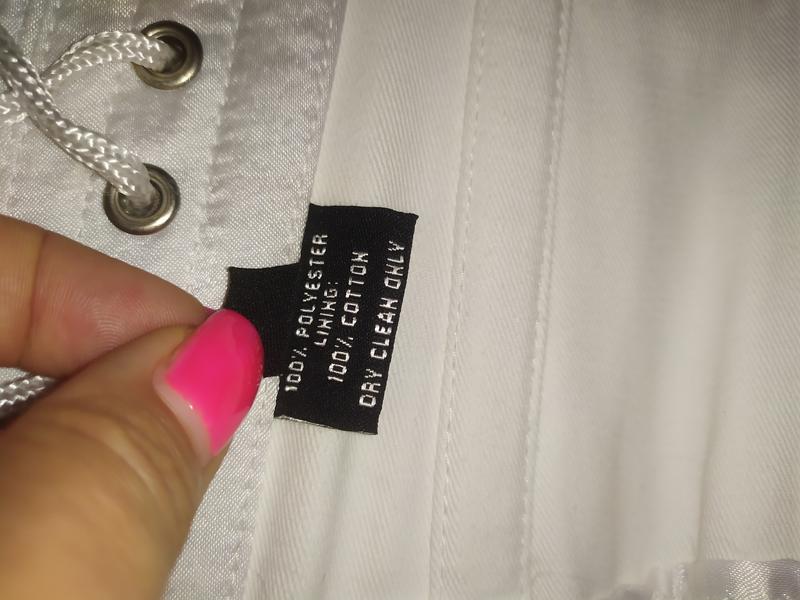 100% POLYESTER
LINING:
100% COTTON
DRY CLEAN ONLY